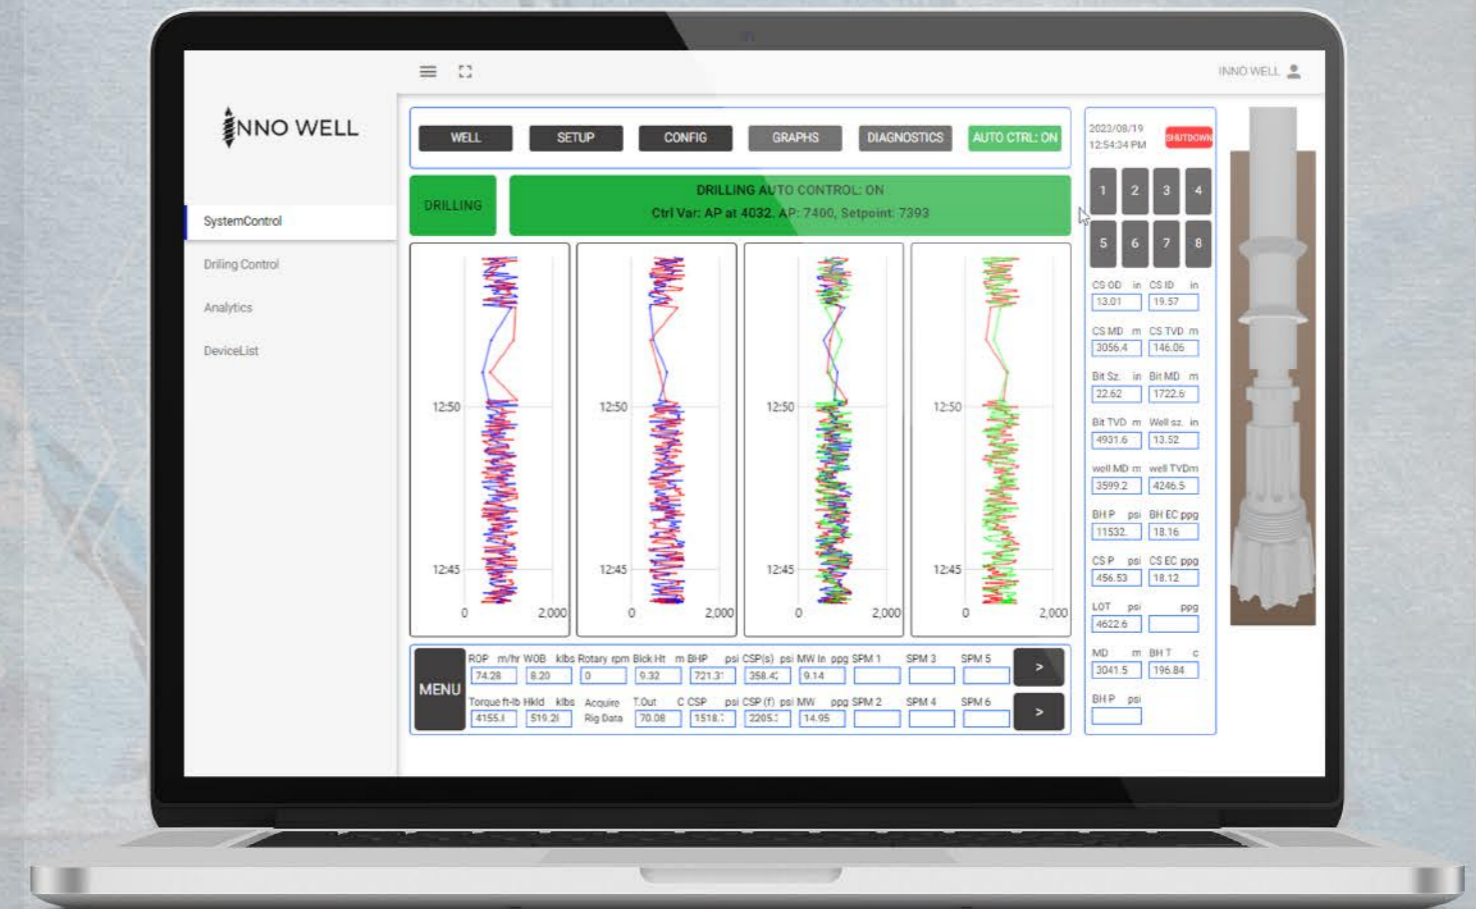 INNO WELL
INNO WELL
SystemControl
Driling Control
Analytics
DeviceList
WELL SETUP CONFIG GRAPHS DIAGNOSTICS AUTO CTRL: ON
DRILLING
DRILLING AUTO CONTROL: ON
Ctrl Var: AP at 4032, AP: 7400, Setpoint: 7393
12:50 12:50 12:50 12:50
12:45 12:45 12:45 12:45
0 2,000 0 2,000 0 2,000 0 2,000
MENU
ROP m/hr WOB klbs Rotary rpm Blck Ht m BHP psi CSP(s) psi MW In ppg SPM 1 SPM 3 SPM 5
74.28 8.20 0 9.32 721.3 358.4 9.14 >
Torque ft-lb Hkld klbs Acquire T.Out C CSP psi CSP (f) psi MW ppg SPM 2 SPM 4 SPM 6
4155. 519.2 Rig Data 70.08 1518. 2205. 14.95 >
2023/08/19
12:54:34 PM
SHUTDOWN
1 2 3 4
5 6 7 8
CS OD in CS ID in
13.01 19.57
CS MD m CS TVD m
3056.4 146.06
Bit Sz. in Bit MD m
22.62 1722.6
Bit TVD m Well sz. in
4931.6 13.52
well MD m well TVDm
3599.2 4246.5
BH P psi BH EC ppg
11532. 18.16
CS P psi CS EC ppg
456.53 18.12
LOT psi ppg
4622.6
MD m BH T c
3041.5 196.84
BH P psi